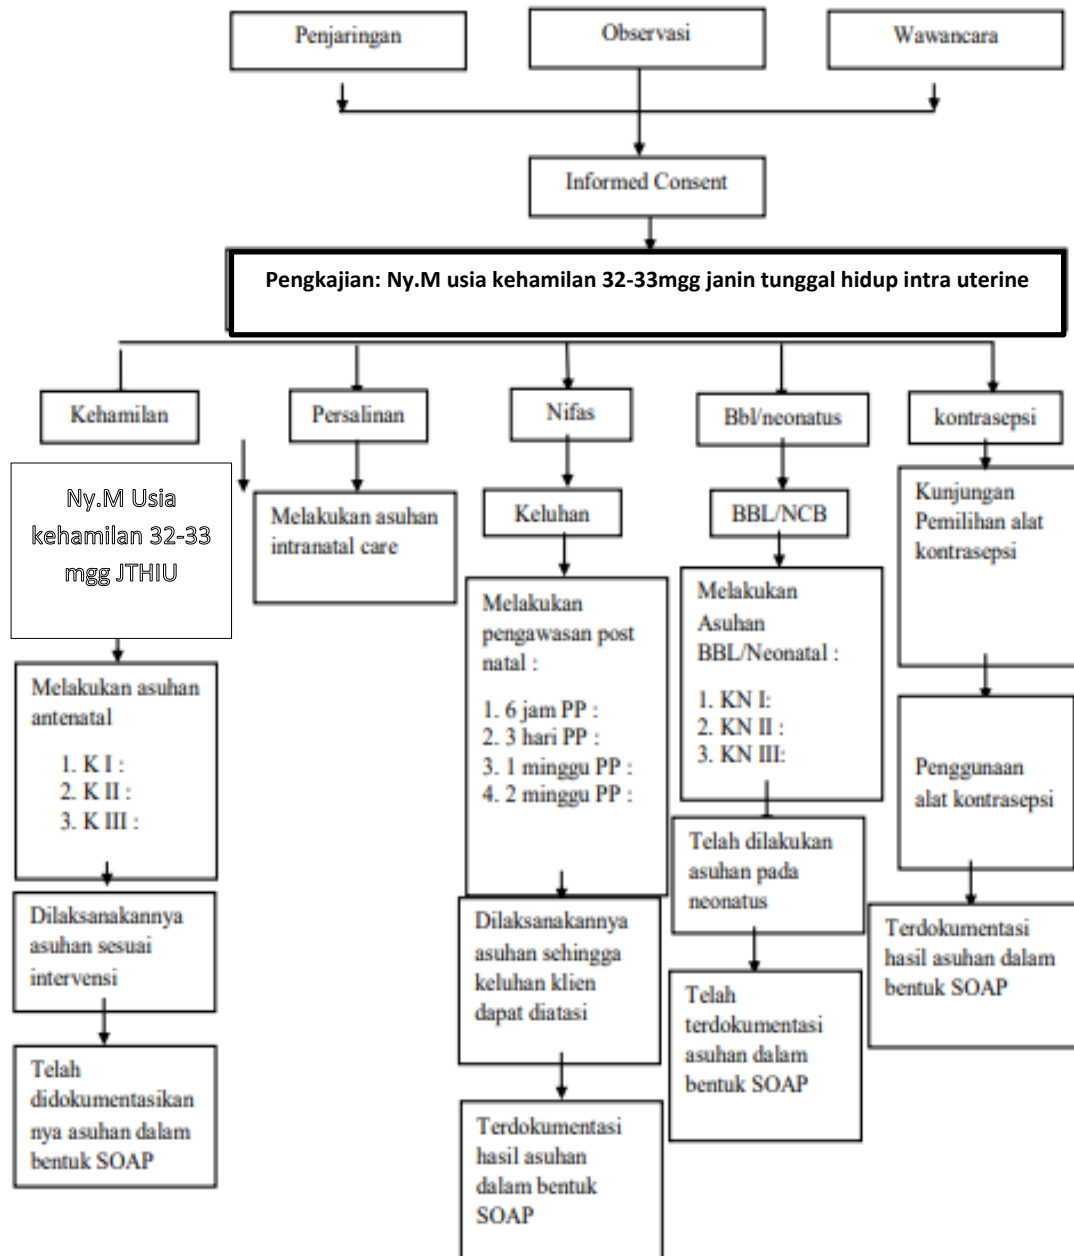 Penjaringan
Observasi
Wawancara
Informed Consent
Pengkajian: Ny.M usia kehamilan 32-33mgg janin tunggal hidup intra uterine
Kehamilan
Persalinan
Nifas
Bbl/neonatus
kontrasepsi
Ny.M Usia
kehamilan 32-33
mgg JTHIU
Melakukan asuhan
intranatal care
Keluhan
BBL/NCB
Kunjungan
Pemilihan alat
kontrasepsi
Melakukan asuhan
antenatal
1. K I :
2. K II :
3. K III :
Melakukan
pengawasan post
natal :
1. 6 jam PP :
2. 3 hari PP :
3. 1 minggu PP :
4. 2 minggu PP :
Melakukan
Asuhan
BBL/Neonatal :
1. KN I:
2. KN II :
3. KN III:
Penggunaan
alat kontrasepsi
Dilaksanakannya
asuhan sesuai
intervensi
Dilaksanakannya
asuhan sehingga
keluhan klien
dapat diatasi
Telah dilakukan
asuhan pada
neonatus
Terdokumentasi
hasil asuhan dalam
bentuk SOAP
Telah
didokumentasikan
nya asuhan dalam
bentuk SOAP
Terdokumentasi
hasil asuhan
dalam bentuk
SOAP
Telah
terdokumentasi
asuhan dalam
bentuk SOAP